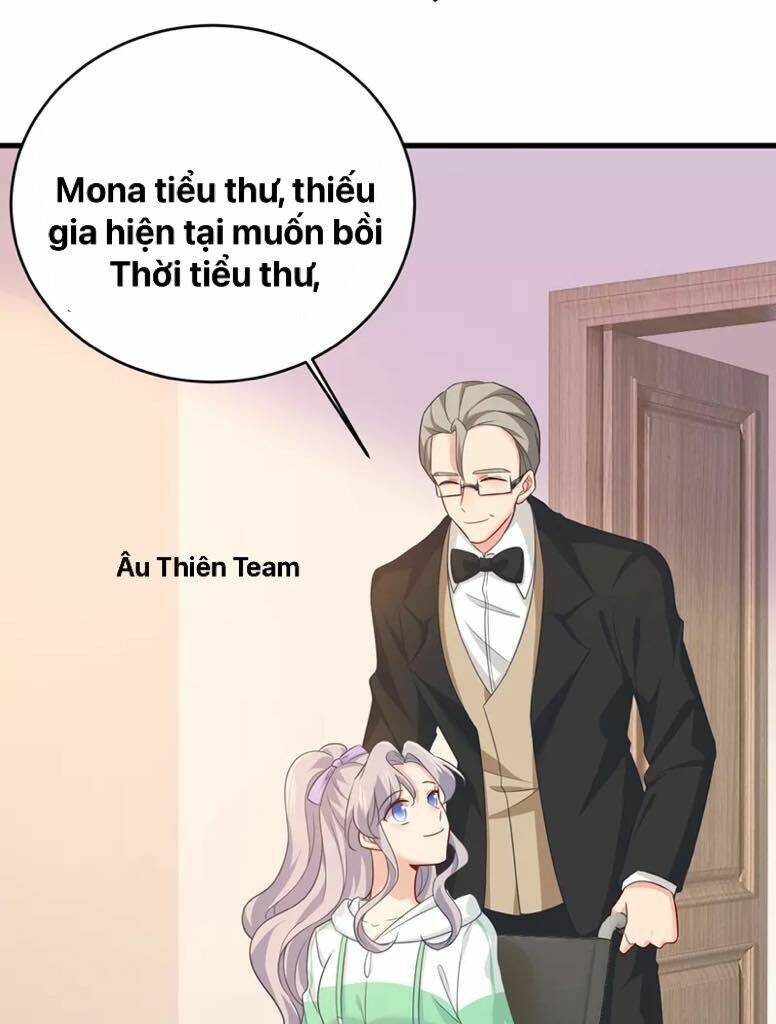 Mona tiểu thư, thiếu
gia hiện tại muốn bồi
Thời tiểu thư,
Âu Thiên Team